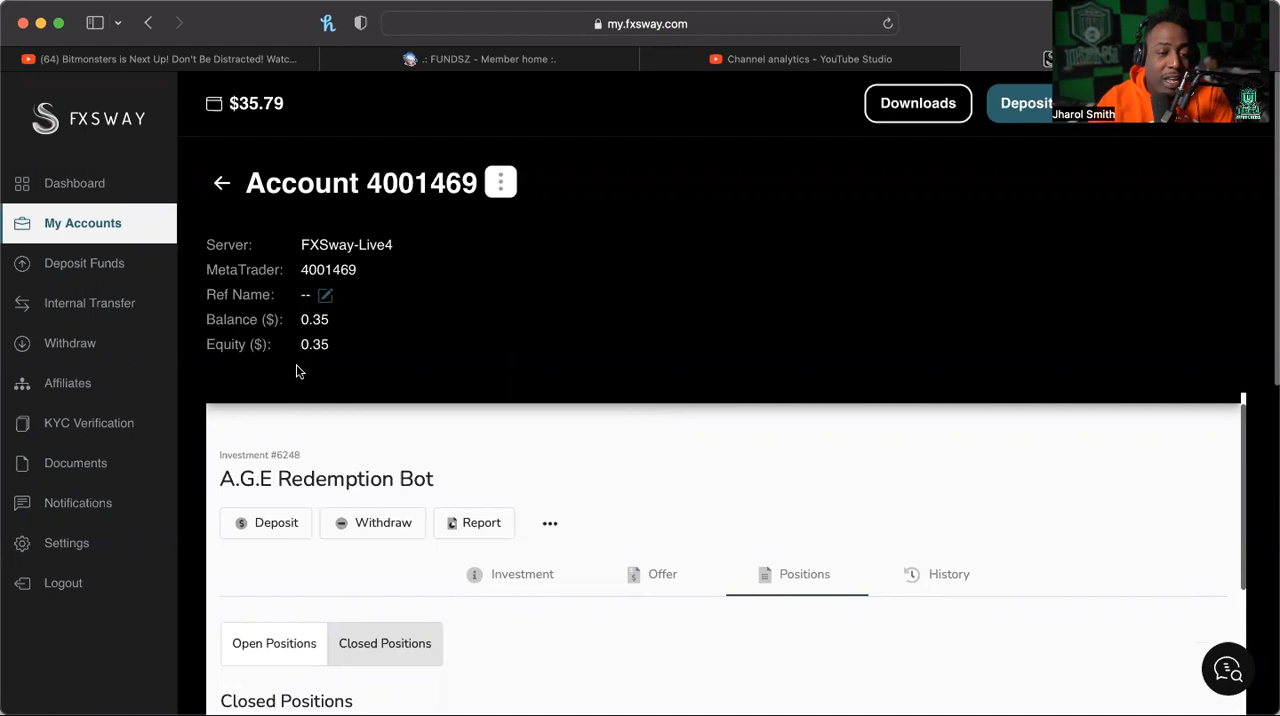 my.fxsway.com
(64) Bitmonsters is Next Up! Don't Be Distracted! Watc...
.: FUNDSZ - Member home :.
Channel analytics - YouTube Studio
Jharol Smith
FXSWAY
$35.79
Downloads
Deposit
Dashboard
My Accounts
Deposit Funds
Internal Transfer
Withdraw
Affiliates
KYC Verification
Documents
Notifications
Settings
Logout
Account 4001469
Server: FXSway-Live4
MetaTrader: 4001469
Ref Name: --
Balance ($): 0.35
Equity ($): 0.35
Investment #6248
A.G.E Redemption Bot
Deposit
Withdraw
Report
Investment
Offer
Positions
History
Open Positions
Closed Positions
Closed Positions